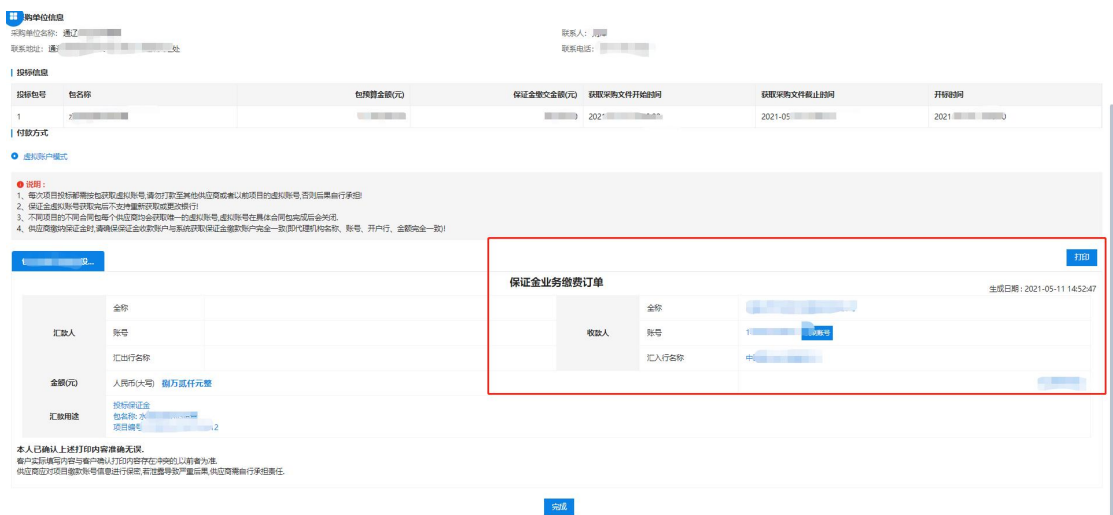 购单位信息
采购单位名称: 通辽
联系人:
联系地址: 通
处
联系电话:
投标信息
投标包号 包名称 包预算金额(元) 保证金缴交金额(元) 获取采购文件开始时间 获取采购文件截止时间 开标时间
1 2021- 2021-05 2021-
付款方式
虚拟账户模式
说明：
1、每次项目投标都需按包获取虚拟账号,请勿打款至其他供应商或者以前项目的虚拟账号,否则后果自行承担!
2、保证金虚拟账号获取完后不支持重新获取或更改银行!
3、不同项目的不同合同包每个供应商均会获取唯一的虚拟账号,虚拟账号在具体合同包完成后会关闭.
4、供应商缴纳保证金时,请确保保证金收款账户与系统获取保证金缴款账户完全一致(即代理机构名称、账号、开户行、金额完全一致)!
打印
保证金业务缴费订单
生成日期：2021-05-11 14:52:47
汇款人 全称 收款人 全称
账号 账号 1 账号
汇出行名称 汇入行名称 中
金额(元) 人民币(大写) 捌万贰仟元整
汇款用途 投标保证金
包名称: 水
项目编号 2
本人已确认上述打印内容准确无误.
客户实际填写内容与客户确认打印内容存在冲突的,以前者为准.
供应商应对项目缴款账号信息进行保密,若泄露导致严重后果,供应商需自行承担责任.
完成